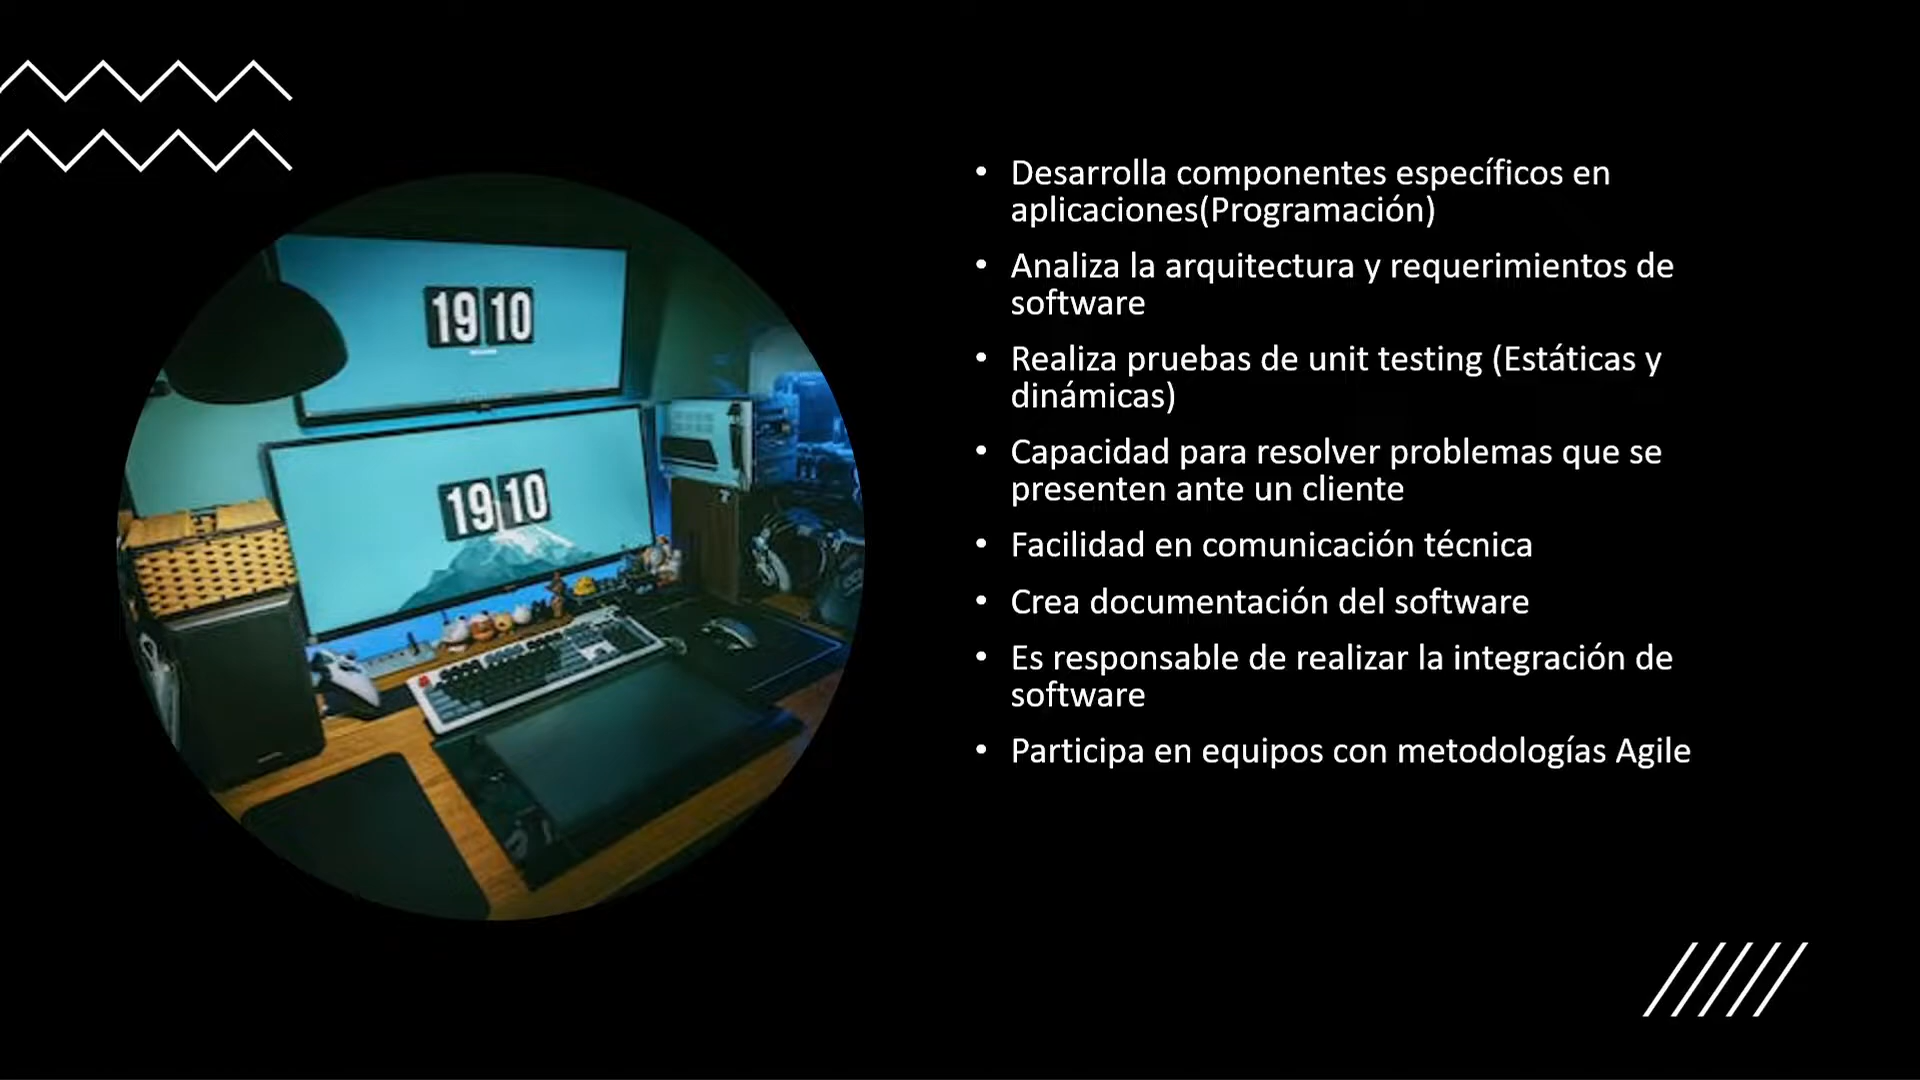 19 10
19 10
• Desarrolla componentes específicos en
aplicaciones(Programación)
• Analiza la arquitectura y requerimientos de
software
• Realiza pruebas de unit testing (Estáticas y
dinámicas)
• Capacidad para resolver problemas que se
presenten ante un cliente
• Facilidad en comunicación técnica
• Crea documentación del software
• Es responsable de realizar la integración de
software
• Participa en equipos con metodologías Agile